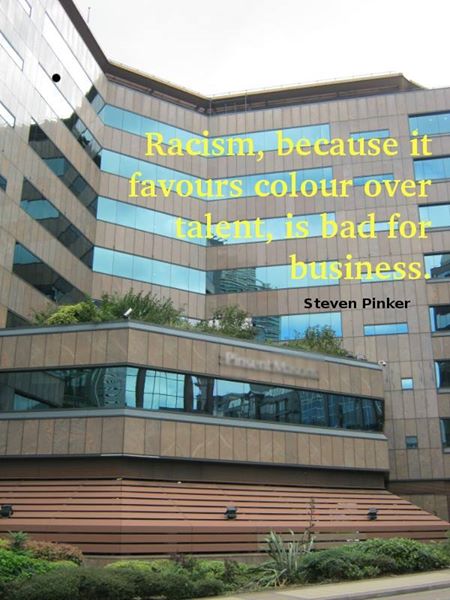 Racism, because it
favours colour over
talent, is bad for
business.
Steven Pinker